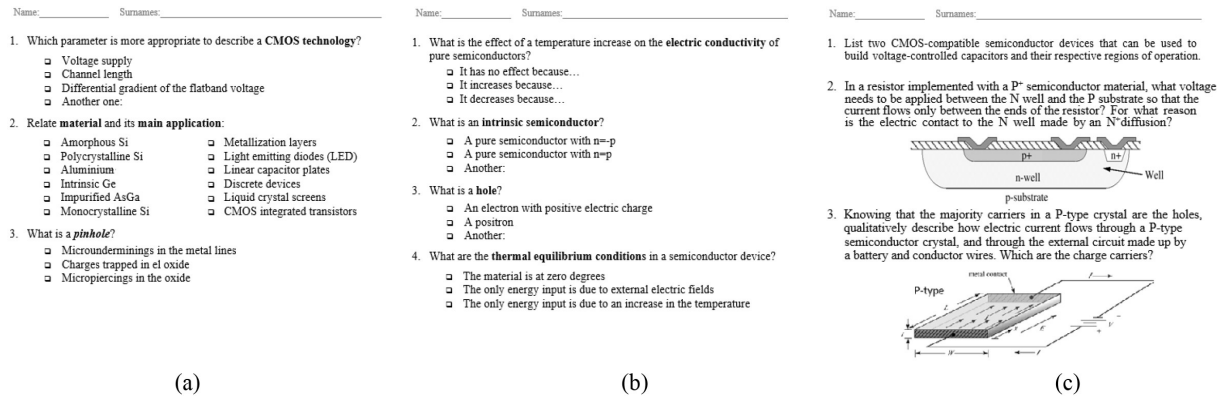 Name: Surnames:
1. Which parameter is more appropriate to describe a CMOS technology?
Voltage supply
Channel length
Differential gradient of the flatband voltage
Another one:
2. Relate material and its main application:
Amorphous Si
Polycrystalline Si
Aluminium
Intrinsic Ge
Impurified AsGa
Monocrystalline Si
Metallization layers
Light emitting diodes (LED)
Linear capacitor plates
Discrete devices
Liquid crystal screens
CMOS integrated transistors
3. What is a pinhole?
Microunderminings in the metal lines
Charges trapped in el oxide
Micropiercings in the oxide
(a)
Name: Surnames:
1. What is the effect of a temperature increase on the electric conductivity of
pure semiconductors?
It has no effect because…
It increases because…
It decreases because…
2. What is an intrinsic semiconductor?
A pure semiconductor with n=-p
A pure semiconductor with n=p
Another:
3. What is a hole?
An electron with positive electric charge
A positron
Another:
4. What are the thermal equilibrium conditions in a semiconductor device?
The material is at zero degrees
The only energy input is due to external electric fields
The only energy input is due to an increase in the temperature
(b)
Name: Surnames:
1. List two CMOS-compatible semiconductor devices that can be used to
build voltage-controlled capacitors and their respective regions of operation.
2. In a resistor implemented with a P+ semiconductor material, what voltage
needs to be applied between the N well and the P substrate so that the
current flows only between the ends of the resistor? For what reason
is the electric contact to the N well made by an N+diffusion?
p+
n+
n-well
Well
p-substrate
3. Knowing that the majority carriers in a P-type crystal are the holes,
qualitatively describe how electric current flows through a P-type
semiconductor crystal, and through the external circuit made up by
a battery and conductor wires. Which are the charge carriers?
metal contact
P-type
L
I
V
W
I
(c)